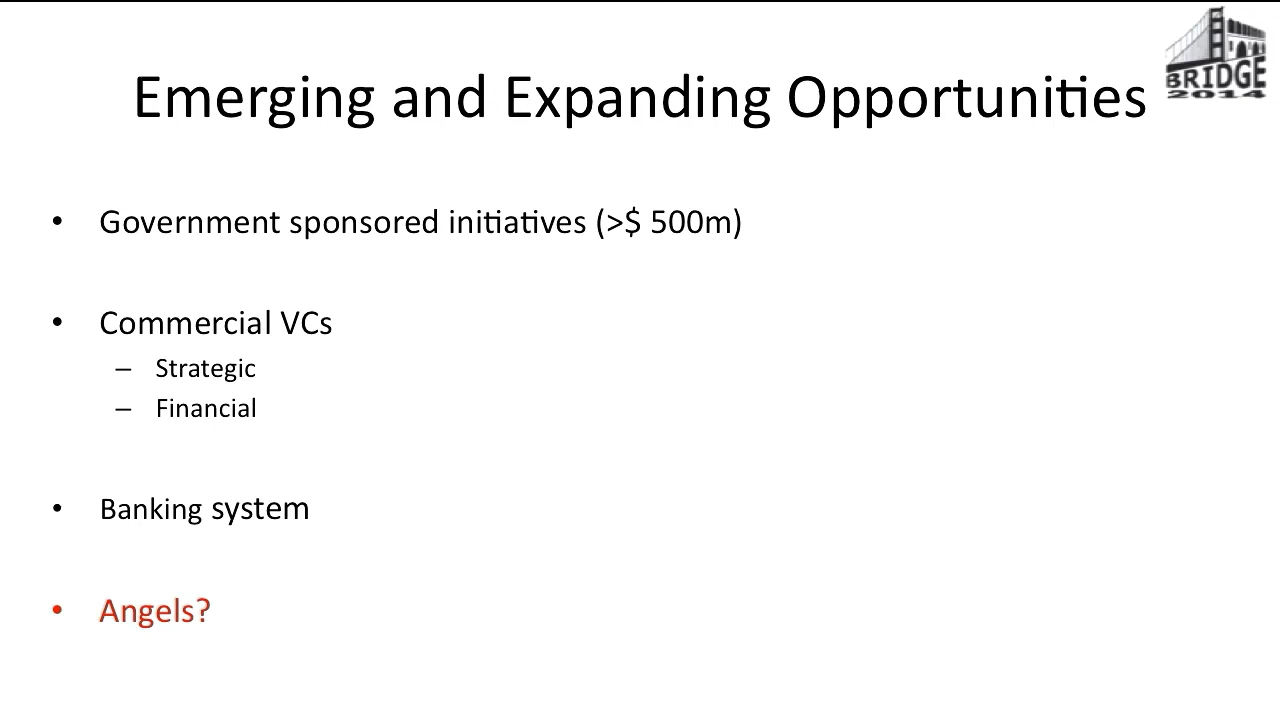 BRIDGE
2014
Emerging and Expanding Opportunities
• Government sponsored initiatives (>$ 500m)
• Commercial VCs
– Strategic
– Financial
• Banking system
• Angels?